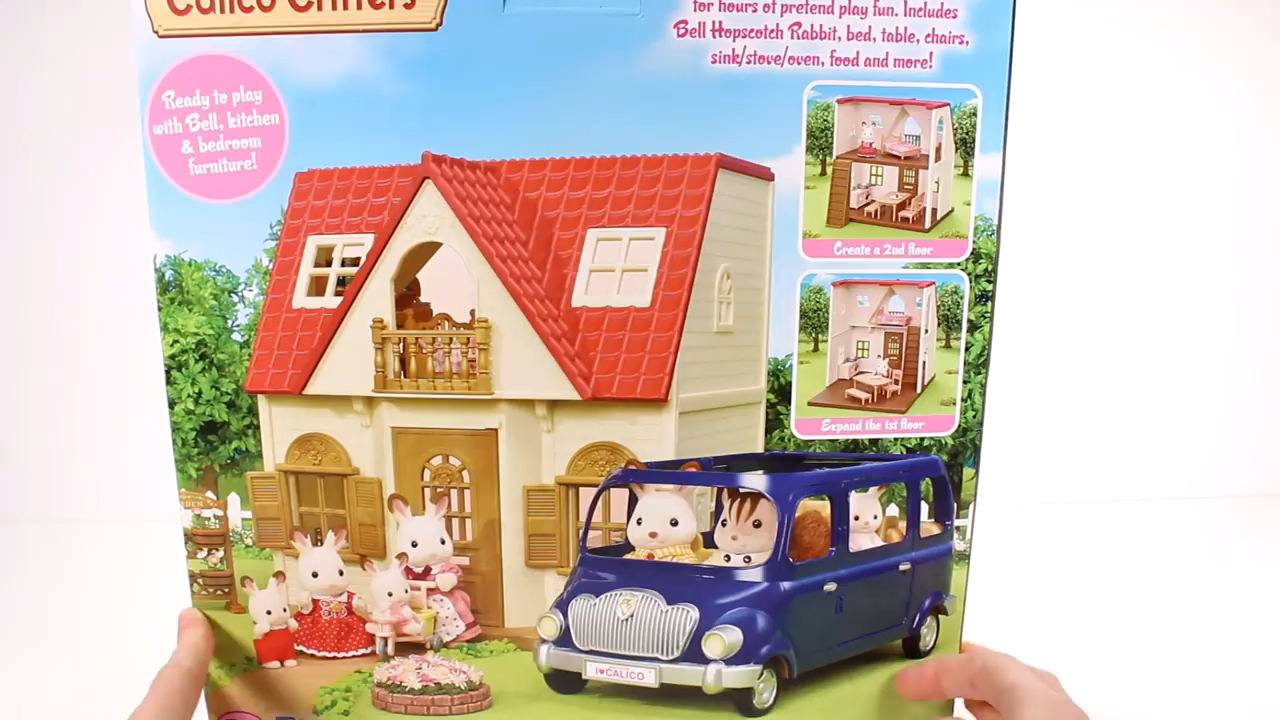 Calico Critters
for hours of pretend play fun. Includes
Bell Hopscotch Rabbit, bed, table, chairs,
sink/stove/oven, food and more!
Ready to play
with Bell, kitchen
& bedroom
furniture!
Create a 2nd floor
Expand the 1st floor
I♥CALICO